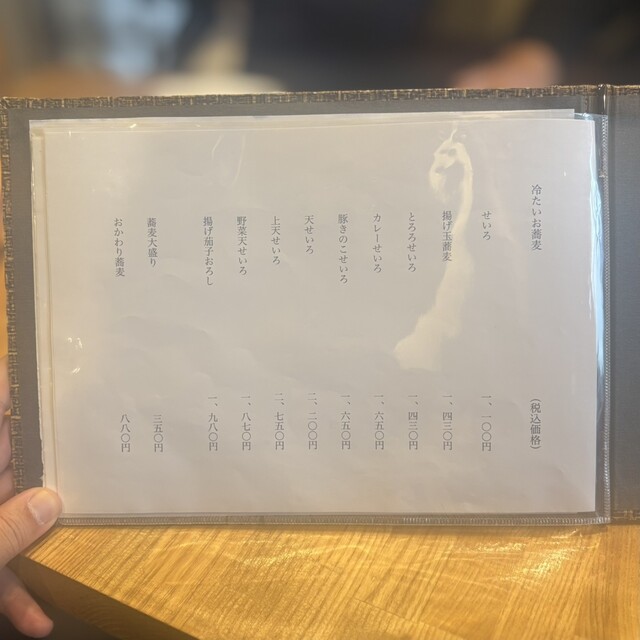 冷たいお蕎麦 (税込価格)
せいろ 一、一〇〇円
揚げ玉蕎麦 一、四三〇円
とろろせいろ 一、四三〇円
カレーせいろ 一、六五〇円
豚きのこせいろ 一、六五〇円
天せいろ 二、二〇〇円
上天せいろ 二、七五〇円
野菜天せいろ 一、八七〇円
揚げ茄子おろし 一、九八〇円
蕎麦大盛り 三五〇円
おかわり蕎麦 八八〇円